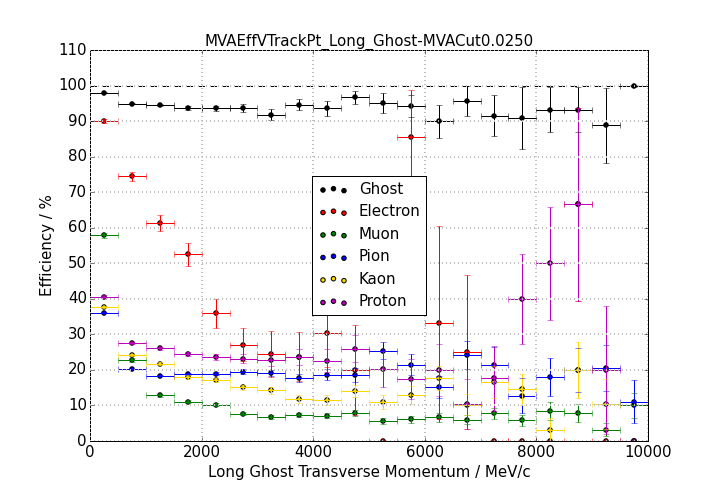 MVAEffVTrackPt_Long_Ghost-MVACut0.0250
110
100
90
80
70
60
50
40
30
20
10
0
Efficiency / %
Ghost
Electron
Muon
Pion
Kaon
Proton
0 2000 4000 6000 8000 10000
Long Ghost Transverse Momentum / MeV/c